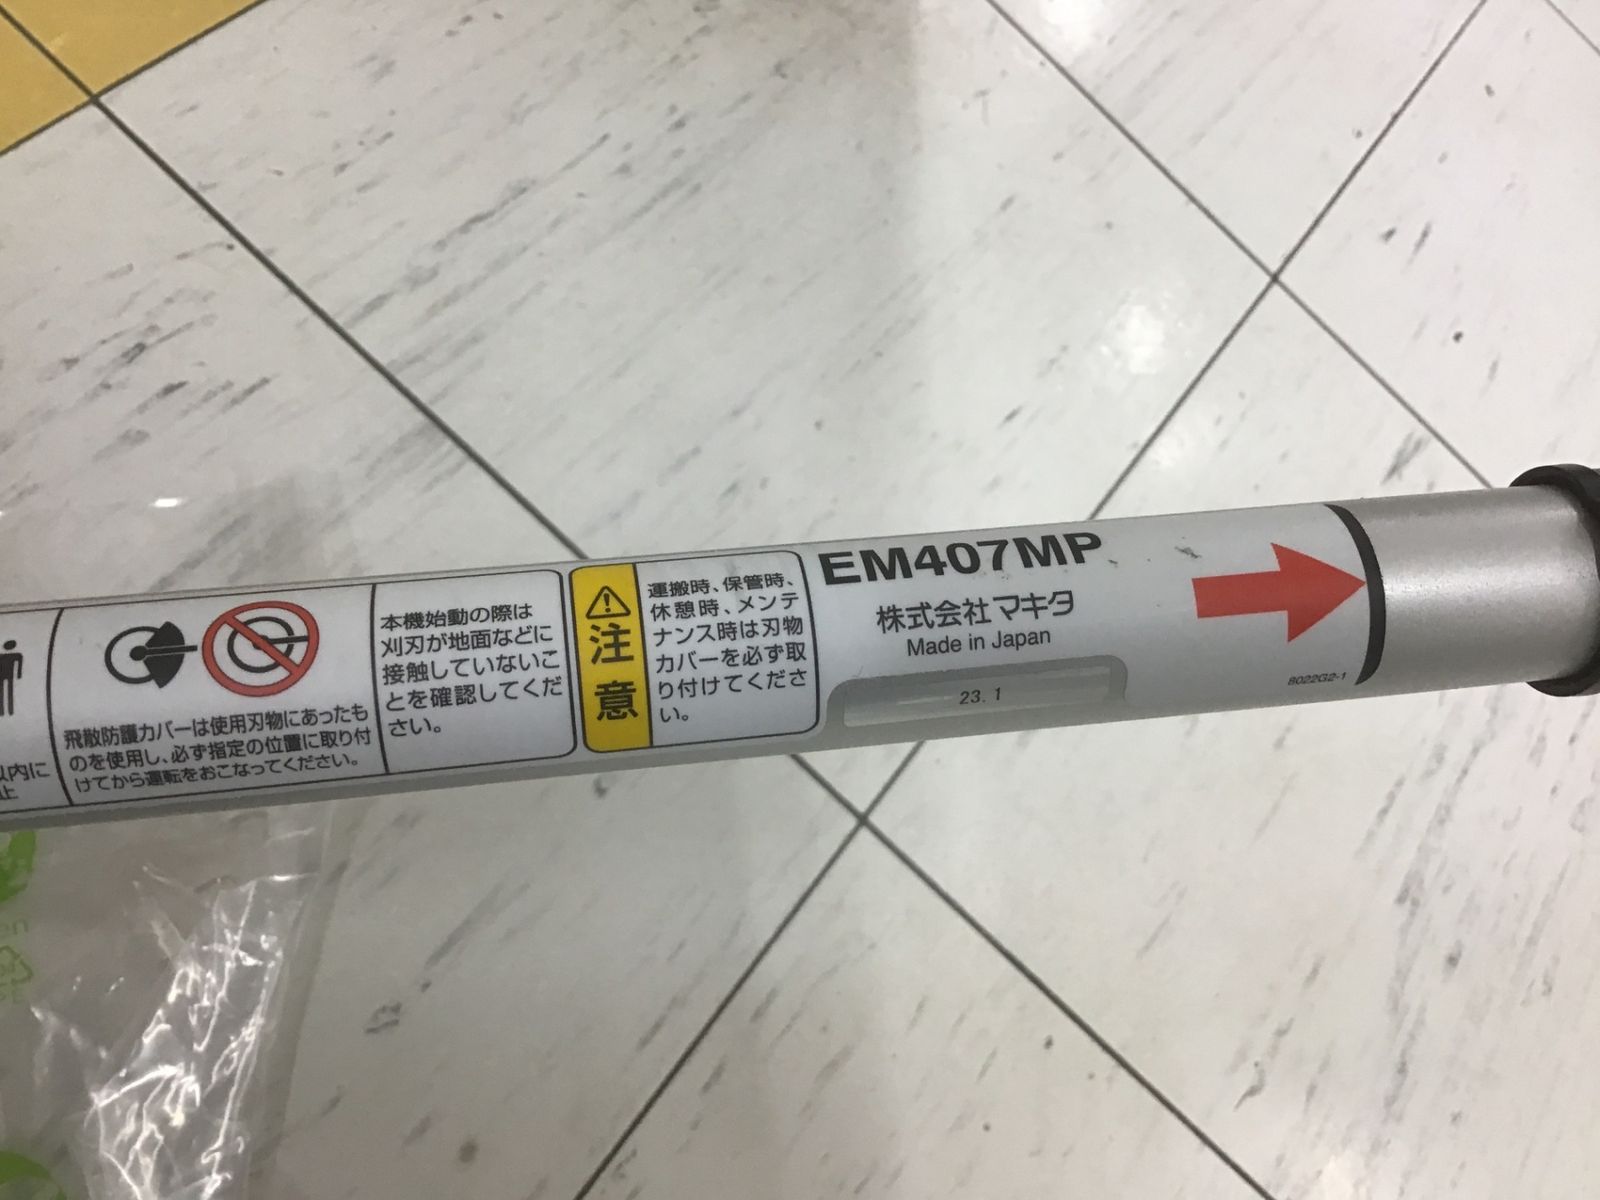 以内に
止
飛散防護カバーは使用刃物にあったも
のを使用し、必ず指定の位置に取り付
けてから運転をおこなってください。
本機始動の際は
刈刃が地面などに
接触していないこ
とを確認してくだ
さい。
注意
運搬時、保管時、
休憩時、メンテ
ナンス時は刃物
カバーを必ず取
り付けてくださ
い。
EM407MP
株式会社マキタ
Made in Japan
23. 1
8022G2-1